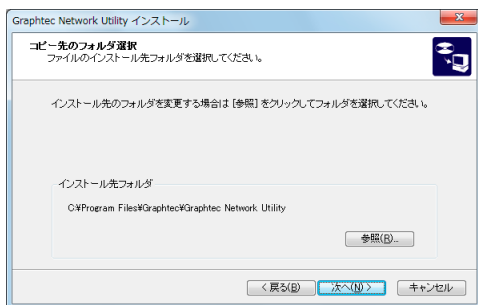 Graphtec Network Utility インストール
コピー先のフォルダ選択
ファイルのインストール先フォルダを選択してください。
インストール先のフォルダを変更する場合は [参照] をクリックしてフォルダを選択してください。
インストール先フォルダ
C:¥Program Files¥Graphtec¥Graphtec Network Utility
参照(R)...
< 戻る(B) 次へ(N) > キャンセル